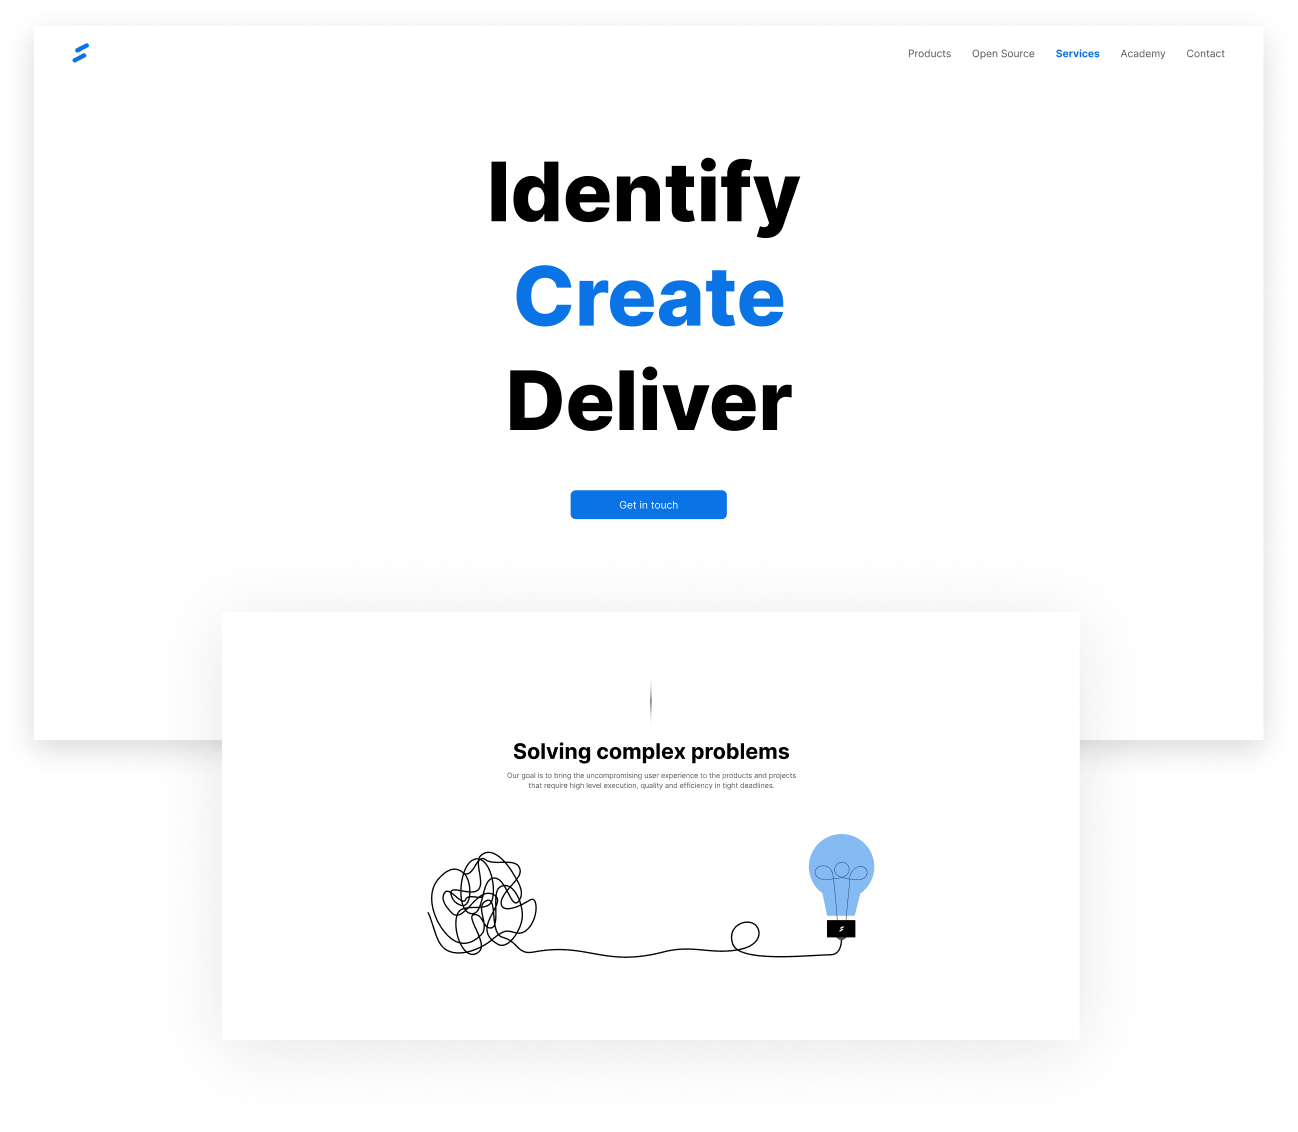 Products Open Source Services Academy Contact
Identify
Create
Deliver
Get in touch
Solving complex problems
Our goal is to bring the uncompromising user experience to the products and projects
that require high level execution, quality and efficiency in tight deadlines.